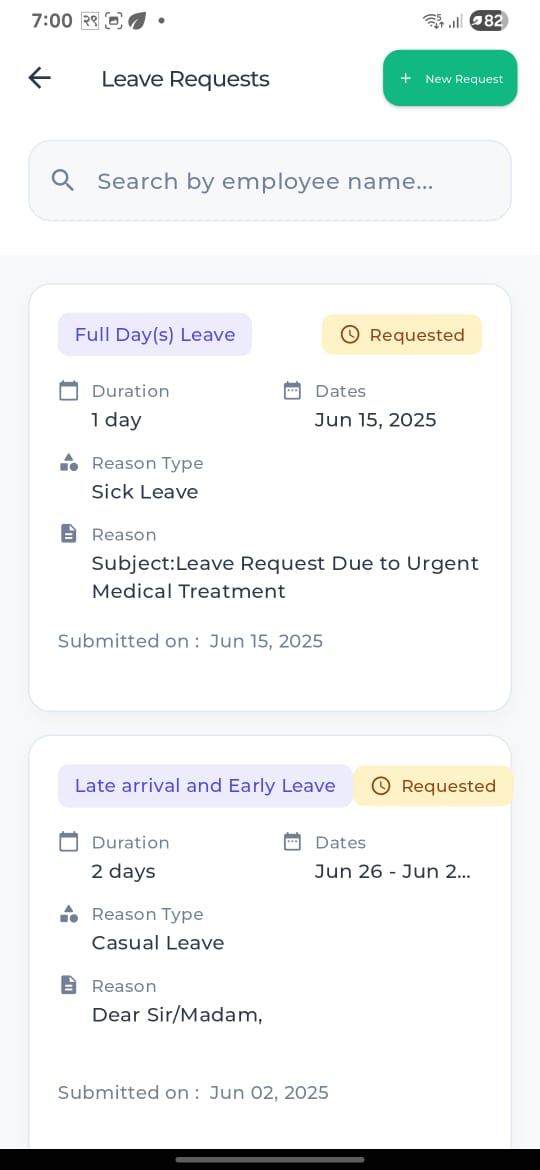 7:00 २९ 82
Leave Requests
+ New Request
Search by employee name...
Full Day(s) Leave
Requested
Duration
1 day
Dates
Jun 15, 2025
Reason Type
Sick Leave
Reason
Subject:Leave Request Due to Urgent
Medical Treatment
Submitted on : Jun 15, 2025
Late arrival and Early Leave
Requested
Duration
2 days
Dates
Jun 26 - Jun 2...
Reason Type
Casual Leave
Reason
Dear Sir/Madam,
Submitted on : Jun 02, 2025